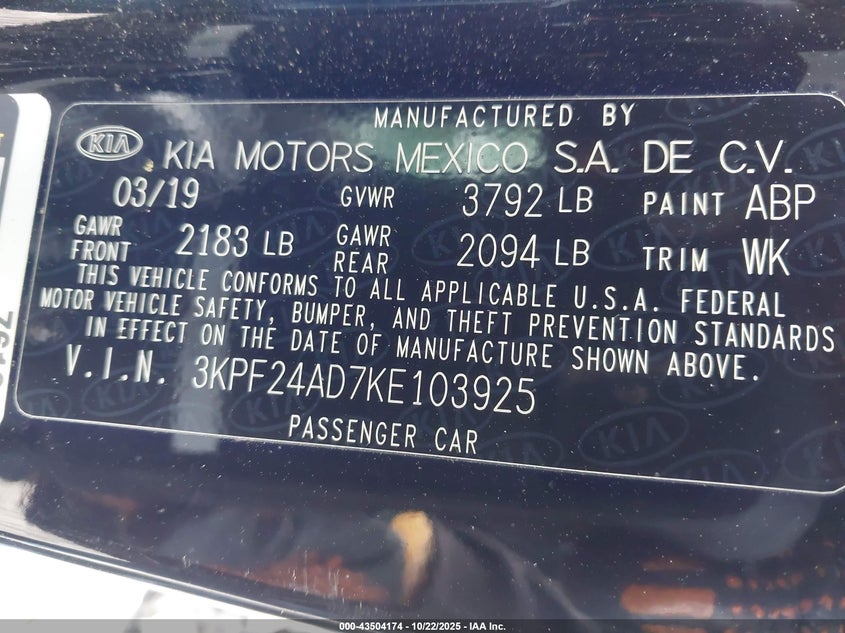 MANUFACTURED BY
KIA KIA MOTORS MEXICO S.A. DE C.V.
03/19 GVWR 3792 LB PAINT ABP
GAWR FRONT 2183 LB GAWR REAR 2094 LB TRIM WK
THIS VEHICLE CONFORMS TO ALL APPLICABLE U.S.A. FEDERAL
MOTOR VEHICLE SAFETY, BUMPER, AND THEFT PREVENTION STANDARDS
IN EFFECT ON THE DATE OF MANUFACTURE SHOWN ABOVE.
V.I.N. 3KPF24AD7KE103925
PASSENGER CAR
000-43504174 - 10/22/2025 - IAA Inc.